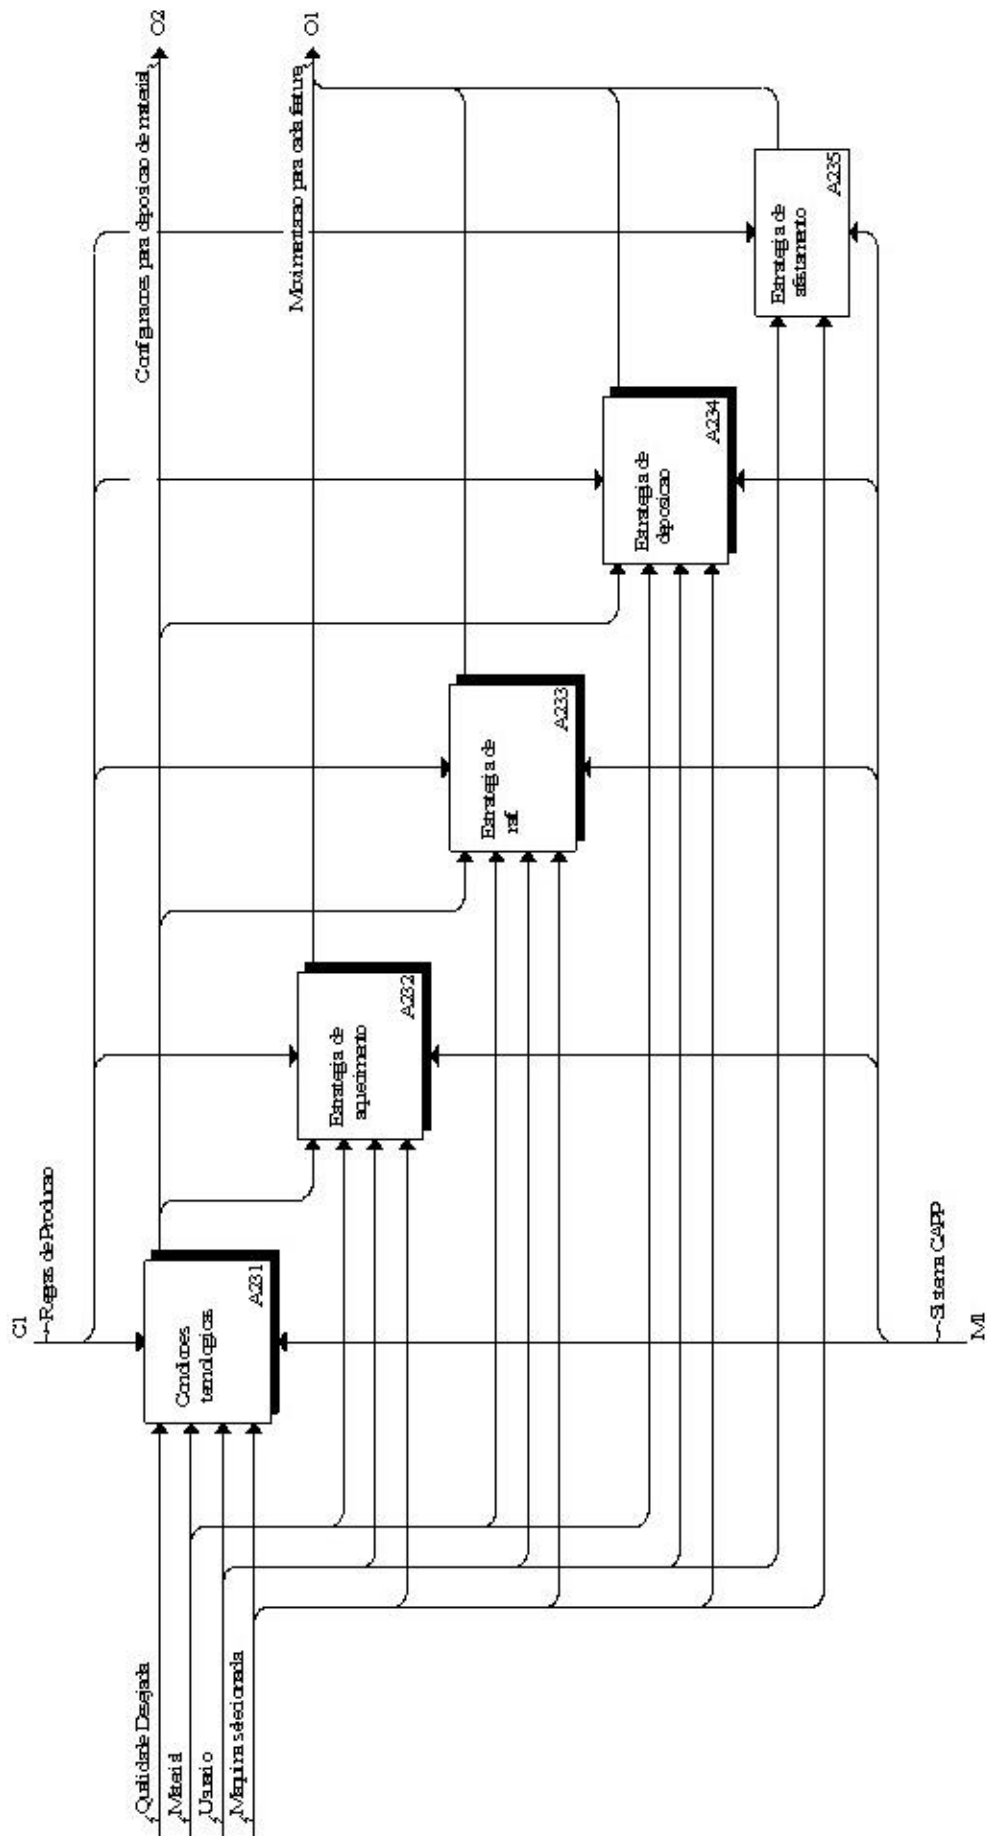 C1
Regras de Producao
Configuracoes para deposicao de material
O2
Qualidade Desejada
Material
Usuario
Maquina selecionada
Condicoes
tecnologicas
A231
Movimentacao para cada feature
O1
Estrategia de
aquecimento
A232
Estrategia de
raf.
A233
Estrategia de
deposicao
A234
Estrategia de
afastamento
A235
Sistema CAPP
M1